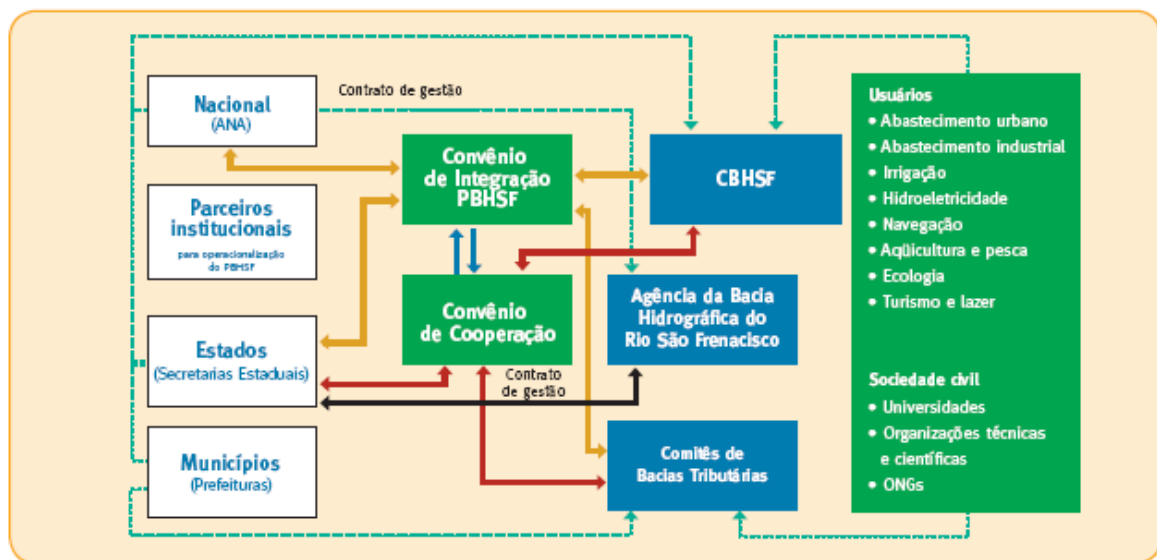 Nacional
(ANA)
Contrato de gestão
Parceiros
institucionais
para operacionalização
do PBHSF
Estados
(Secretarias Estaduais)
Municípios
(Prefeituras)
Convênio
de Integração
PBHSF
Convênio
de Cooperação
Contrato
de gestão
CBHSF
Agência da Bacia
Hidrográfica do
Rio São Frenacisco
Comitês de
Bacias Tributárias
Usuários
• Abastecimento urbano
• Abastecimento industrial
• Irrigação
• Hidroeletricidade
• Navegação
• Aqüicultura e pesca
• Ecologia
• Turismo e lazer
Sociedade civil
• Universidades
• Organizações técnicas
e científicas
• ONGs